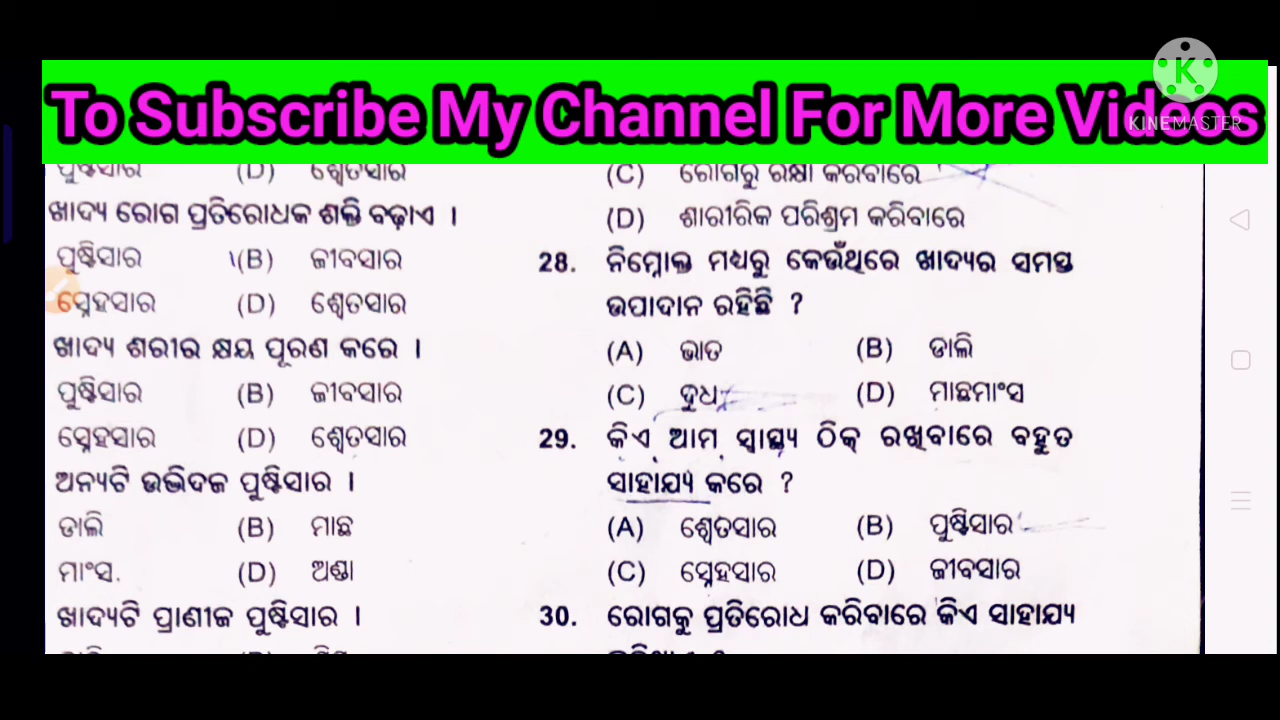 To Subscribe My Channel For More Videos
KINEMASTER
ପୁଷ୍ଟିସାର (D) ଶ୍ୱେତସାର
ଖାଦ୍ୟ ରୋଗ ପ୍ରତିରୋଧକ ଶକ୍ତି ବଢ଼ାଏ ।
ପୁଷ୍ଟିସାର (B) ଜୀବସାର
ସ୍ନେହସାର (D) ଶ୍ୱେତସାର
ଖାଦ୍ୟ ଶରୀର କ୍ଷୟ ପୂରଣ କରେ ।
ପୁଷ୍ଟିସାର (B) ଜୀବସାର
ସ୍ନେହସାର (D) ଶ୍ୱେତସାର
ଅନ୍ୟଟି ଉଦ୍ଭିଦଜ ପୁଷ୍ଟିସାର ।
ଡାଲି (B) ମାଛ
ମାଂସ. (D) ଅଣ୍ଡା
ଖାଦ୍ୟଟି ପ୍ରାଣୀଜ ପୁଷ୍ଟିସାର ।
(C) ରୋଗରୁ ରକ୍ଷା କରିବାରେ
(D) ଶାରୀରିକ ପରିଶ୍ରମ କରିବାରେ
28. ନିମ୍ନୋକ୍ତ ମଧ୍ୟରୁ କେଉଁଥିରେ ଖାଦ୍ୟର ସମସ୍ତ
ଉପାଦାନ ରହିଛି ?
(A) ଭାତ (B) ଡାଲି
(C) ଦୁଧ (D) ମାଛମାଂସ
29. କିଏ ଆମ ସ୍ୱାସ୍ଥ୍ୟ ଠିକ୍ ରଖିବାରେ ବହୁତ
ସାହାଯ୍ୟ କରେ ?
(A) ଶ୍ୱେତସାର (B) ପୁଷ୍ଟିସାର
(C) ସ୍ନେହସାର (D) ଜୀବସାର
30. ରୋଗକୁ ପ୍ରତିରୋଧ କରିବାରେ କିଏ ସାହାଯ୍ୟ